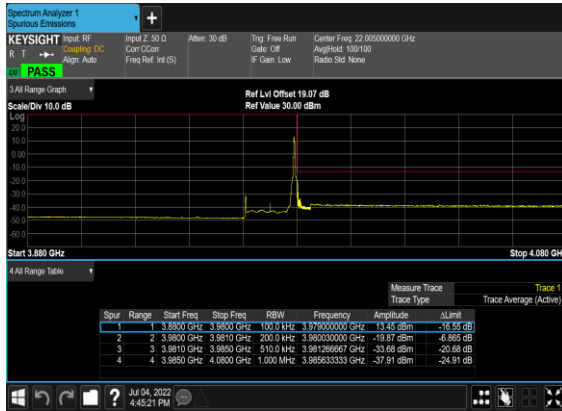 Spectrum Analyzer 1
Spurious Emissions
KEYSIGHT Input: RF
R T Coupling: DC
Align: Auto
LXI PASS
Input Z: 50 Ω
Corr CCorr
Freq Ref: Int (S)
Atten: 30 dB
Trig: Free Run
Gate: Off
IF Gain: Low
Center Freq: 22.005000000 GHz
Avg|Hold: 100/100
Radio Std: None
3 All Range Graph
Scale/Div 10.0 dB
Ref Lvl Offset 19.07 dB
Ref Value 30.00 dBm
Log
20.0
10.0
0.00
-10.0
-20.0
-30.0
-40.0
-50.0
-60.0
Start 3.880 GHz Stop 4.080 GH
4 All Range Table
Measure Trace Trace 1
Trace Type Trace Average (Active)
Spur Range Start Freq Stop Freq RBW Frequency Amplitude ΔLimit
1 1 3.8800 GHz 3.9800 GHz 100.0 kHz 3.979000000 GHz 13.45 dBm -16.55 dB
2 2 3.9800 GHz 3.9810 GHz 200.0 kHz 3.980030000 GHz -19.87 dBm -6.865 dB
3 3 3.9810 GHz 3.9850 GHz 510.0 kHz 3.981266667 GHz -33.68 dBm -20.68 dB
4 4 3.9850 GHz 4.0800 GHz 1.000 MHz 3.985633333 GHz -37.91 dBm -24.91 dB
Jul 04, 2022
4:45:21 PM